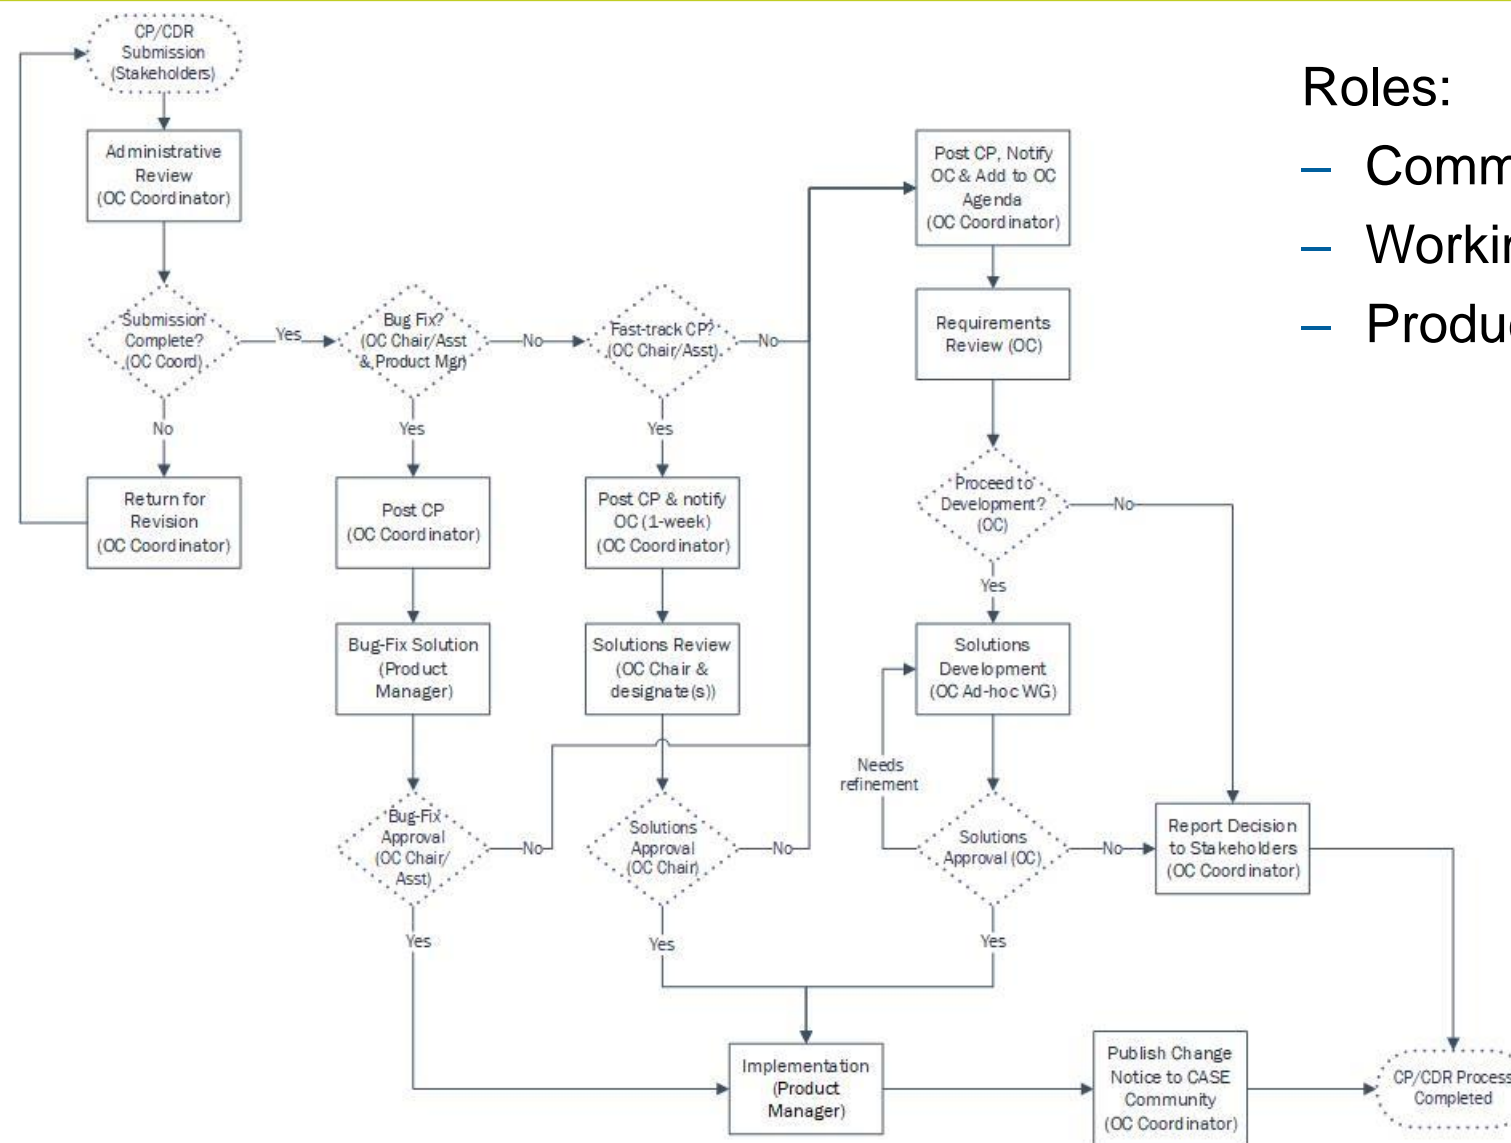 CP/CDR
Submission
(Stakeholders)
Administrative
Review
(OC Coordinator)
Submission
Complete?
(OC Coord)
Yes
No
Return for
Revision
(OC Coordinator)
Bug Fix?
(OC Chair/Asst
& Product Mgr)
No
Yes
Post CP
(OC Coordinator)
Bug-Fix Solution
(Product
Manager)
Bug-Fix
Approval
(OC Chair/
Asst)
No
Yes
Fast-track CP?
(OC Chair/Asst)
No
Yes
Post CP & notify
OC (1-week)
(OC Coordinator)
Solutions Review
(OC Chair &
designate(s))
Solutions
Approval
(OC Chair)
No
Yes
Post CP, Notify
OC & Add to OC
Agenda
(OC Coordinator)
Requirements
Review (OC)
Proceed to
Development?
(OC)
No
Yes
Solutions
Development
(OC Ad-hoc WG)
Needs
refinement
Solutions
Approval (OC)
No
Yes
Report Decision
to Stakeholders
(OC Coordinator)
Implementation
(Product
Manager)
Publish Change
Notice to CASE
Community
(OC Coordinator)
CP/CDR Process
Completed
Roles: